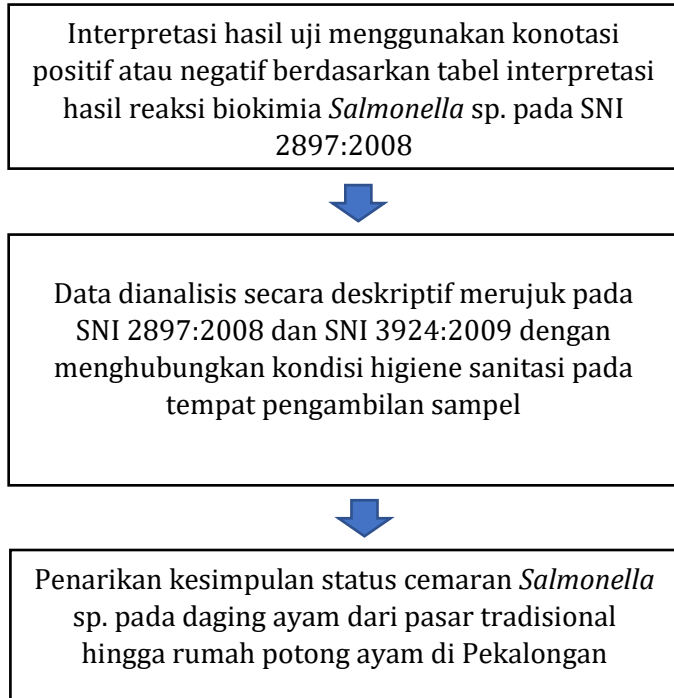 Interpretasi hasil uji menggunakan konotasi
positif atau negatif berdasarkan tabel interpretasi
hasil reaksi biokimia Salmonella sp. pada SNI
2897:2008
Data dianalisis secara deskriptif merujuk pada
SNI 2897:2008 dan SNI 3924:2009 dengan
menghubungkan kondisi higiene sanitasi pada
tempat pengambilan sampel
Penarikan kesimpulan status cemaran Salmonella
sp. pada daging ayam dari pasar tradisional
hingga rumah potong ayam di Pekalongan